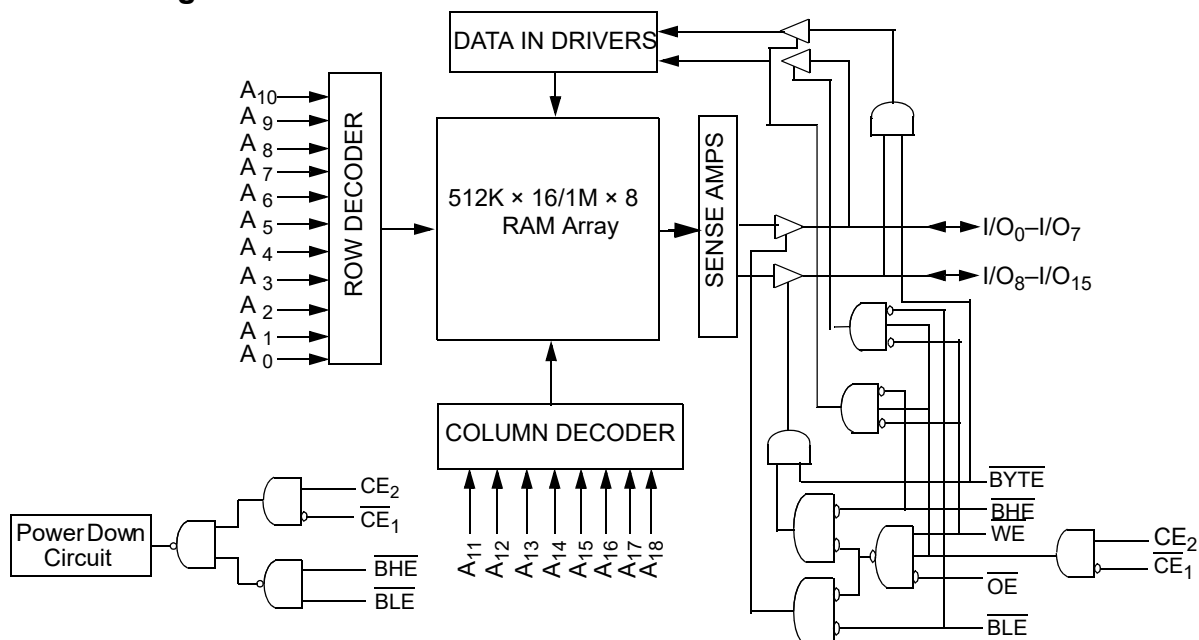 DATA IN DRIVERS
A10
A9
A8
A7
A6
A5
A4
A3
A2
A1
A0
ROW DECODER
512K × 16/1M × 8
RAM Array
SENSE AMPS
I/O0–I/O7
I/O8–I/O15
COLUMN DECODER
A11
A12
A13
A14
A15
A16
A17
A18
CE2
CE1
Power Down
Circuit
BHE
BLE
BYTE
BHE
WE
CE2
CE1
OE
BLE